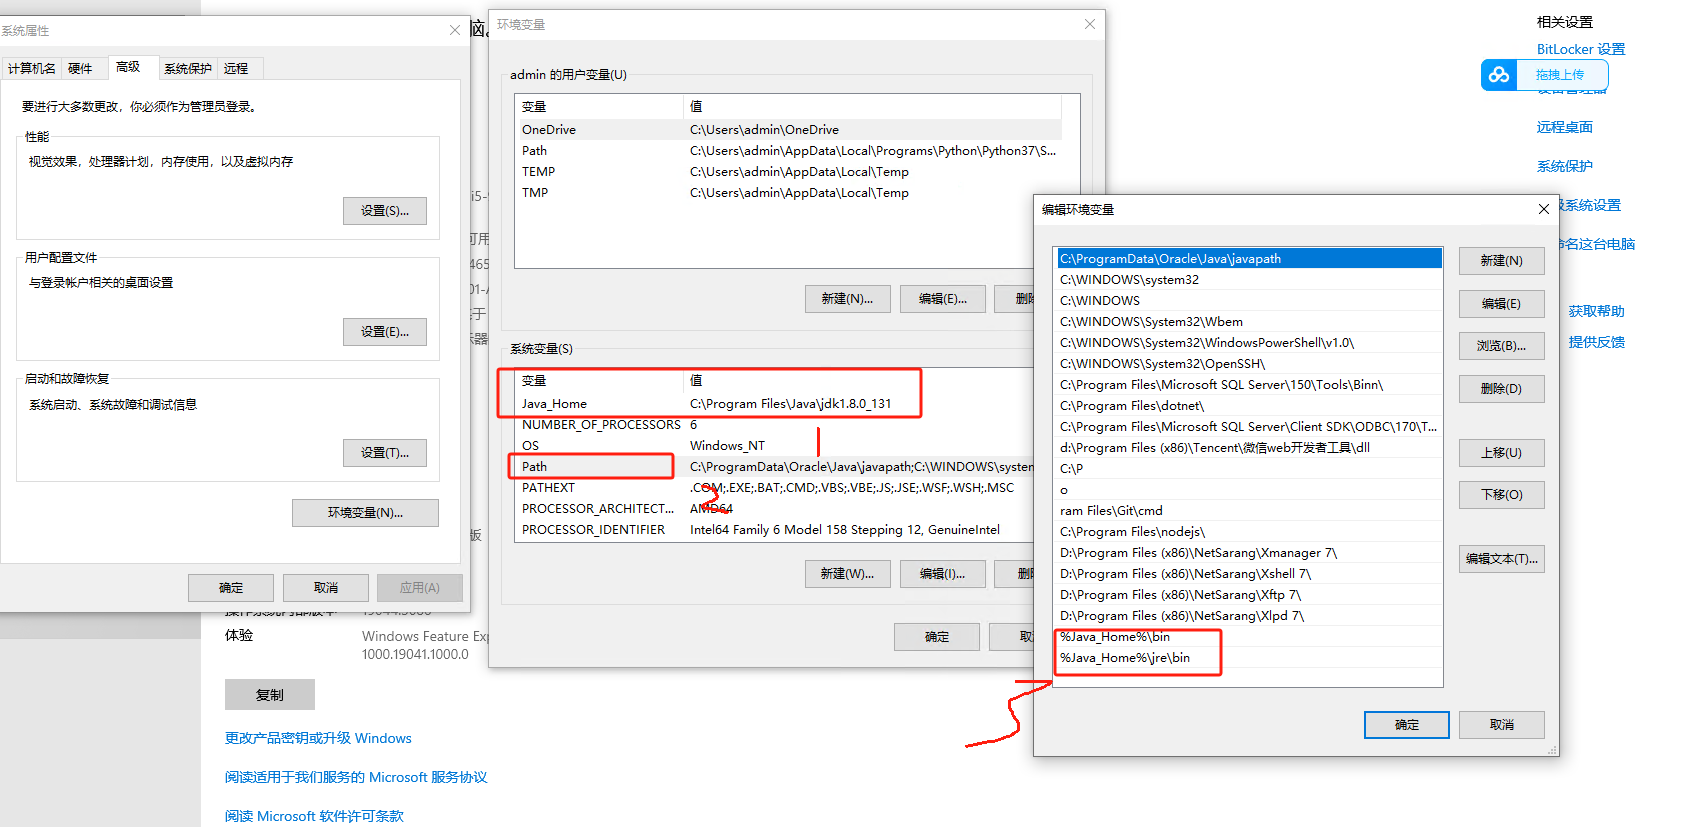 系统属性
计算机名
硬件
高级
系统保护
远程
要进行大多数更改，你必须作为管理员登录。
性能
视觉效果，处理器计划，内存使用，以及虚拟内存
设置(S)...
用户配置文件
与登录帐户相关的桌面设置
设置(E)...
启动和故障恢复
系统启动、系统故障和调试信息
设置(T)...
环境变量(N)...
确定
取消
应用(A)
体验
Windows Feature Exp
1000.19041.1000.0
复制
更改产品密钥或升级 Windows
阅读适用于我们服务的 Microsoft 服务协议
阅读 Microsoft 软件许可条款
环境变量
admin 的用户变量(U)
变量 值
OneDrive C:\Users\admin\OneDrive
Path C:\Users\admin\AppData\Local\Programs\Python\Python37\S...
TEMP C:\Users\admin\AppData\Local\Temp
TMP C:\Users\admin\AppData\Local\Temp
新建(N)...
编辑(E)...
删除
系统变量(S)
变量 值
Java_Home C:\Program Files\Java\jdk1.8.0_131
NUMBER_OF_PROCESSORS 6
OS Windows_NT
Path C:\ProgramData\Oracle\Java\javapath;C:\WINDOWS\system
PATHEXT .COM;.EXE;.BAT;.CMD;.VBS;.VBE;.JS;.JSE;.WSF;.WSH;.MSC
PROCESSOR_ARCHITECT... AMD64
PROCESSOR_IDENTIFIER Intel64 Family 6 Model 158 Stepping 12, GenuineIntel
1
2
新建(W)...
编辑(I)...
删除
确定
取
编辑环境变量
C:\ProgramData\Oracle\Java\javapath
C:\WINDOWS\system32
C:\WINDOWS
C:\WINDOWS\System32\Wbem
C:\WINDOWS\System32\WindowsPowerShell\v1.0\
C:\WINDOWS\System32\OpenSSH\
C:\Program Files\Microsoft SQL Server\150\Tools\Binn\
C:\Program Files\dotnet\
C:\Program Files\Microsoft SQL Server\Client SDK\ODBC\170\T...
d:\Program Files (x86)\Tencent\微信web开发者工具\dll
C:\P
o
ram Files\Git\cmd
C:\Program Files\nodejs\
D:\Program Files (x86)\NetSarang\Xmanager 7\
D:\Program Files (x86)\NetSarang\Xshell 7\
D:\Program Files (x86)\NetSarang\Xftp 7\
D:\Program Files (x86)\NetSarang\Xlpd 7\
%Java_Home%\bin
%Java_Home%\jre\bin
新建(N)
编辑(E)
浏览(B)...
删除(D)
上移(U)
下移(O)
编辑文本(T)...
确定
取消
相关设置
BitLocker 设置
拖拽上传
远程桌面
系统保护
系统设置
命名这台电脑
获取帮助
提供反馈